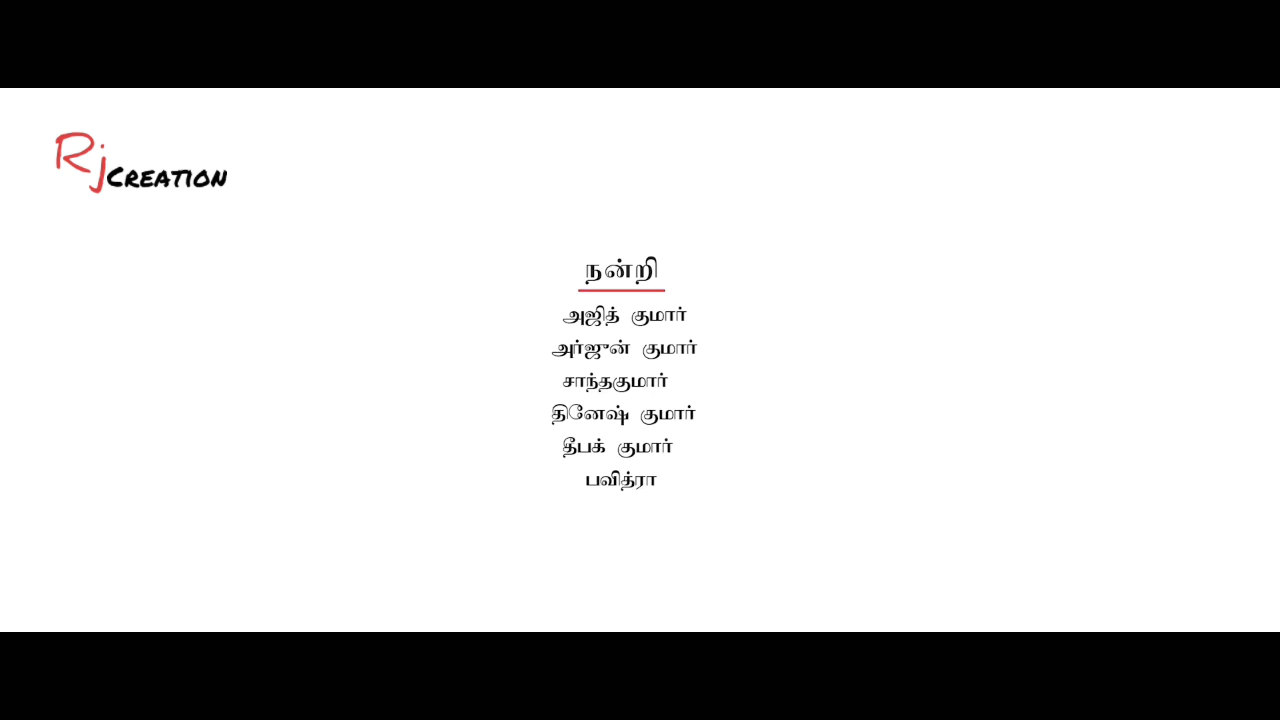 Rj CREATION
நன்றி
அஜித் குமார்
அர்ஜுன் குமார்
சாந்தகுமார்
தினேஷ் குமார்
தீபக் குமார்
பவித்ரா